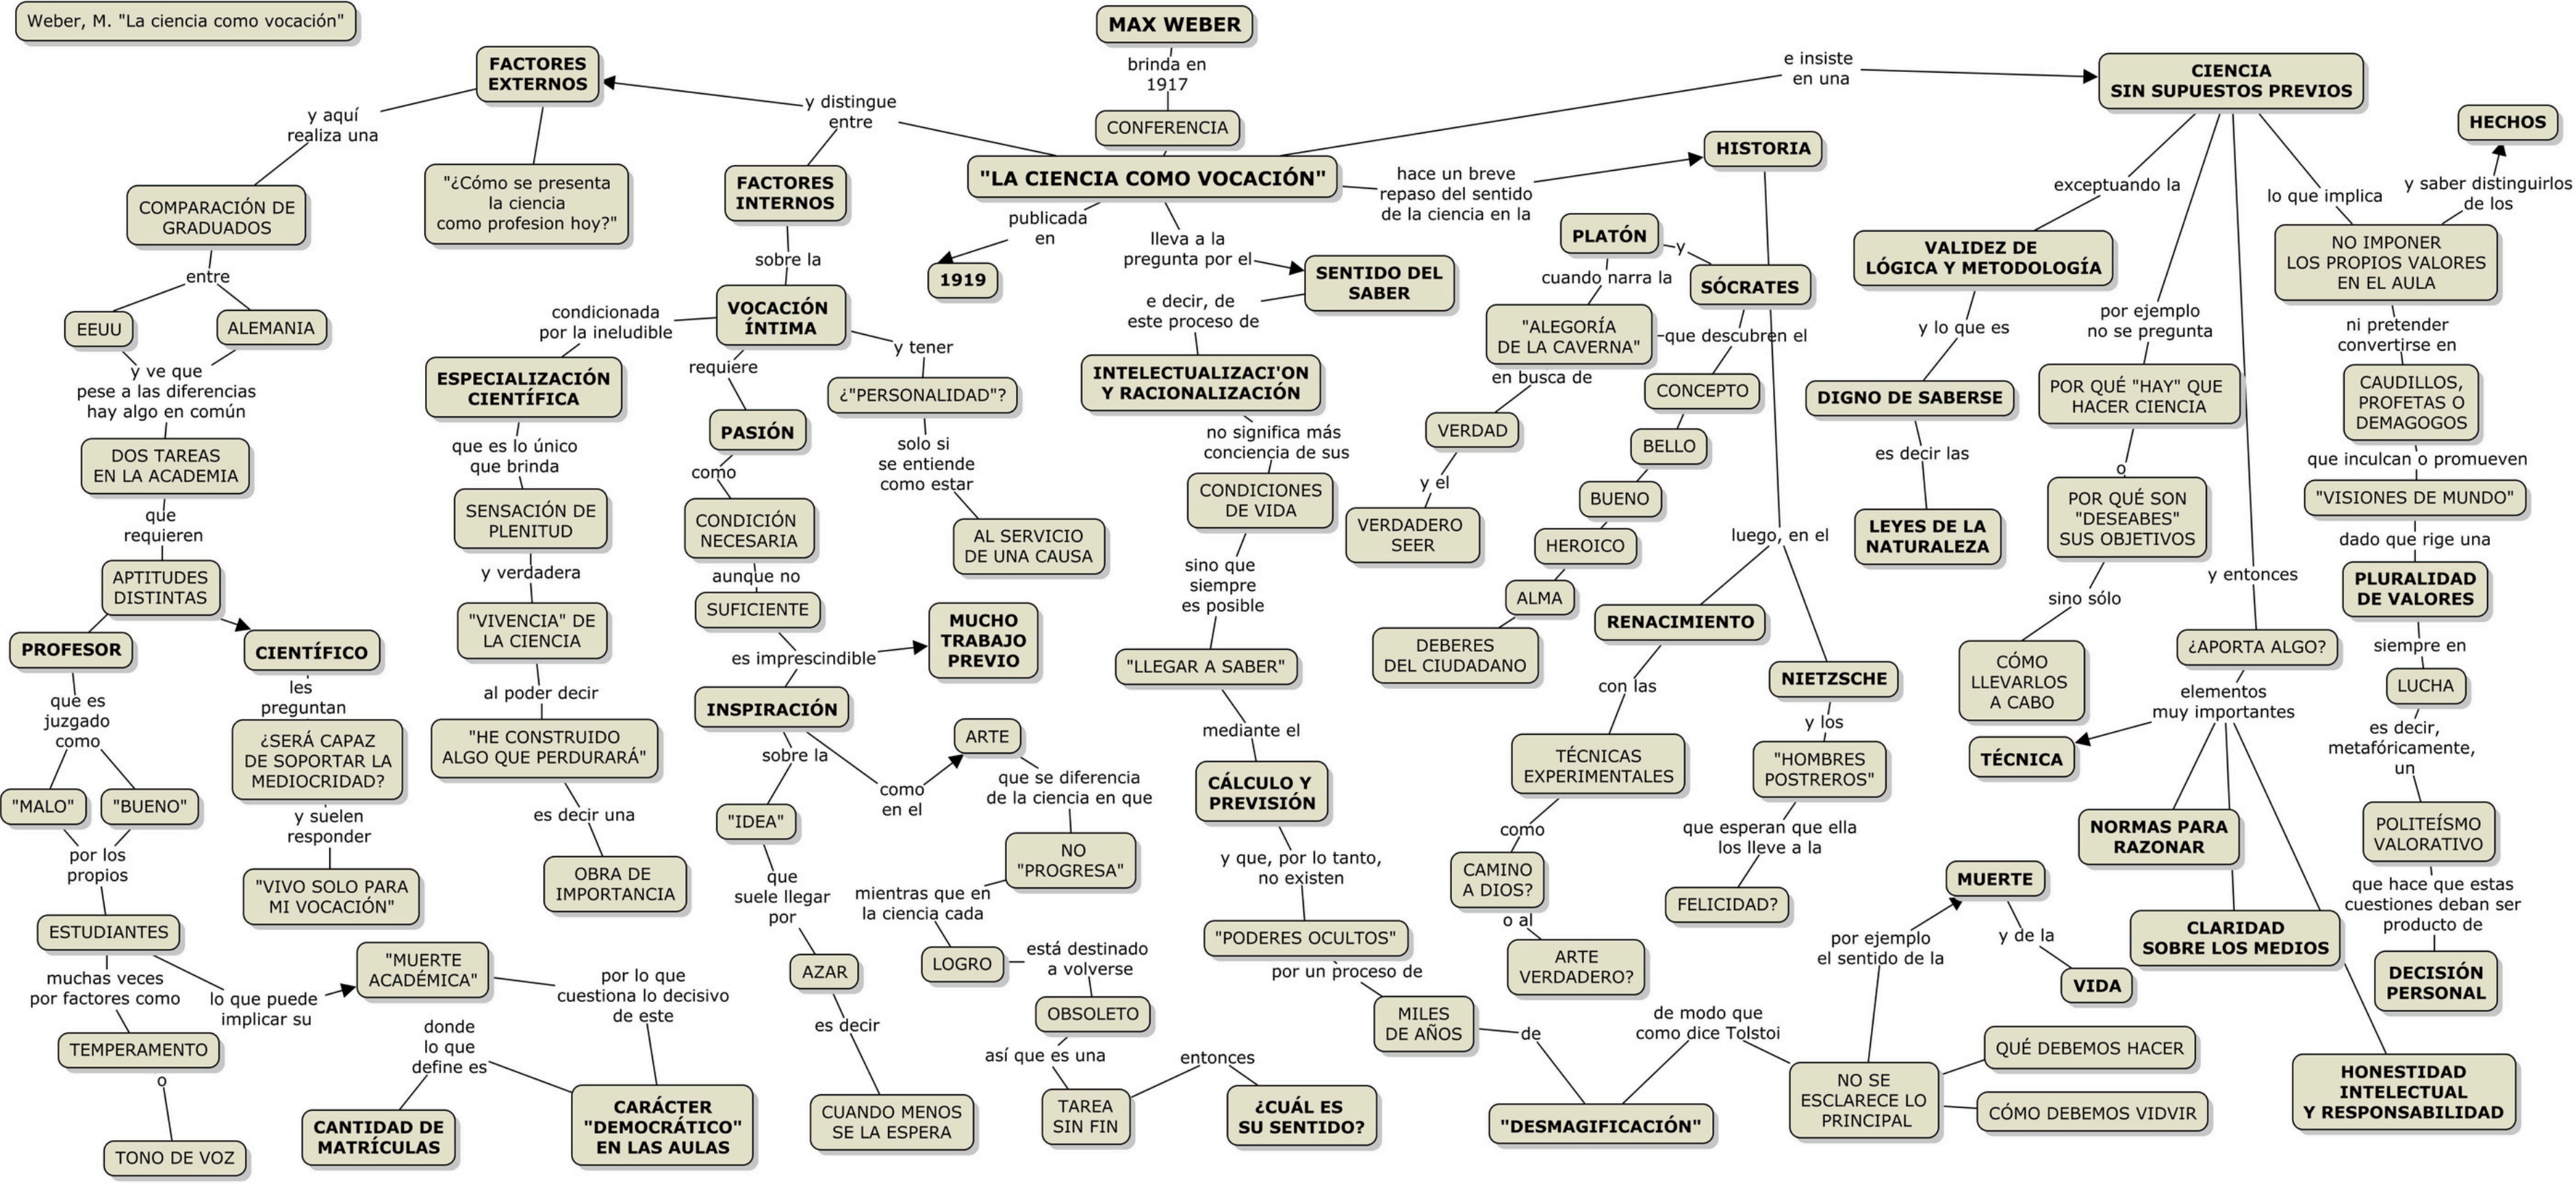 Weber, M. "La ciencia como vocación"
MAX WEBER
brinda en
1917
CONFERENCIA
"LA CIENCIA COMO VOCACIÓN"
publicada
en
1919
y distingue
entre
FACTORES
EXTERNOS
"¿Cómo se presenta
la ciencia
como profesion hoy?"
y aquí
realiza una
COMPARACIÓN DE
GRADUADOS
entre
EEUU
ALEMANIA
y ve que
pese a las diferencias
hay algo en común
DOS TAREAS
EN LA ACADEMIA
que
requieren
APTITUDES
DISTINTAS
PROFESOR
que es
juzgado
como
"MALO"
"BUENO"
por los
propios
ESTUDIANTES
muchas veces
por factores como
TEMPERAMENTO
o
TONO DE VOZ
lo que puede
implicar su
"MUERTE
ACADÉMICA"
por lo que
cuestiona lo decisivo
de este
CARÁCTER
"DEMOCRÁTICO"
EN LAS AULAS
donde
lo que
define es
CANTIDAD DE
MATRÍCULAS
CIENTÍFICO
les
preguntan
¿SERÁ CAPAZ
DE SOPORTAR LA
MEDIOCRIDAD?
y suelen
responder
"VIVO SOLO PARA
MI VOCACIÓN"
FACTORES
INTERNOS
sobre la
VOCACIÓN
ÍNTIMA
condicionada
por la ineludible
ESPECIALIZACIÓN
CIENTÍFICA
que es lo único
que brinda
SENSACIÓN DE
PLENITUD
y verdadera
"VIVENCIA" DE
LA CIENCIA
al poder decir
"HE CONSTRUIDO
ALGO QUE PERDURARÁ"
es decir una
OBRA DE
IMPORTANCIA
requiere
PASIÓN
como
CONDICIÓN
NECESARIA
aunque no
SUFICIENTE
es imprescindible
MUCHO
TRABAJO
PREVIO
INSPIRACIÓN
sobre la
"IDEA"
que
suele llegar
por
AZAR
es decir
CUANDO MENOS
SE LA ESPERA
como
en el
ARTE
que se diferencia
de la ciencia en que
NO
"PROGRESA"
mientras que en
la ciencia cada
LOGRO
está destinado
a volverse
OBSOLETO
así que es una
TAREA
SIN FIN
entonces
¿CUÁL ES
SU SENTIDO?
y tener
¿"PERSONALIDAD"?
solo si
se entiende
como estar
AL SERVICIO
DE UNA CAUSA
lleva a la
pregunta por el
SENTIDO DEL
SABER
e decir, de
este proceso de
INTELECTUALIZACI'ON
Y RACIONALIZACIÓN
no significa más
conciencia de sus
CONDICIONES
DE VIDA
sino que
siempre
es posible
"LLEGAR A SABER"
mediante el
CÁLCULO Y
PREVISIÓN
y que, por lo tanto,
no existen
"PODERES OCULTOS"
por un proceso de
MILES
DE AÑOS
de
"DESMAGIFICACIÓN"
de modo que
como dice Tolstoi
NO SE
ESCLARECE LO
PRINCIPAL
QUÉ DEBEMOS HACER
CÓMO DEBEMOS VIDVIR
por ejemplo
el sentido de la
MUERTE
y de la
VIDA
hace un breve
repaso del sentido
de la ciencia en la
HISTORIA
SÓCRATES
y
PLATÓN
cuando narra la
"ALEGORÍA
DE LA CAVERNA"
en busca de
VERDAD
y el
VERDADERO
SEER
que descubren el
CONCEPTO
BELLO
BUENO
HEROICO
ALMA
DEBERES
DEL CIUDADANO
luego, en el
RENACIMIENTO
con las
TÉCNICAS
EXPERIMENTALES
como
CAMINO
A DIOS?
o al
ARTE
VERDADERO?
NIETZSCHE
y los
"HOMBRES
POSTREROS"
que esperan que ella
los lleve a la
FELICIDAD?
e insiste
en una
CIENCIA
SIN SUPUESTOS PREVIOS
exceptuando la
VALIDEZ DE
LÓGICA Y METODOLOGÍA
y lo que es
DIGNO DE SABERSE
es decir las
LEYES DE LA
NATURALEZA
por ejemplo
no se pregunta
POR QUÉ "HAY" QUE
HACER CIENCIA
o
POR QUÉ SON
"DESEABES"
SUS OBJETIVOS
sino sólo
CÓMO
LLEVARLOS
A CABO
y entonces
¿APORTA ALGO?
elementos
muy importantes
TÉCNICA
NORMAS PARA
RAZONAR
CLARIDAD
SOBRE LOS MEDIOS
HONESTIDAD
INTELECTUAL
Y RESPONSABILIDAD
lo que implica
NO IMPONER
LOS PROPIOS VALORES
EN EL AULA
y saber distinguirlos
de los
HECHOS
ni pretender
convertirse en
CAUDILLOS,
PROFETAS O
DEMAGOGOS
que inculcan o promueven
"VISIONES DE MUNDO"
dado que rige una
PLURALIDAD
DE VALORES
siempre en
LUCHA
es decir,
metafóricamente,
un
POLITEÍSMO
VALORATIVO
que hace que estas
cuestiones deban ser
producto de
DECISIÓN
PERSONAL